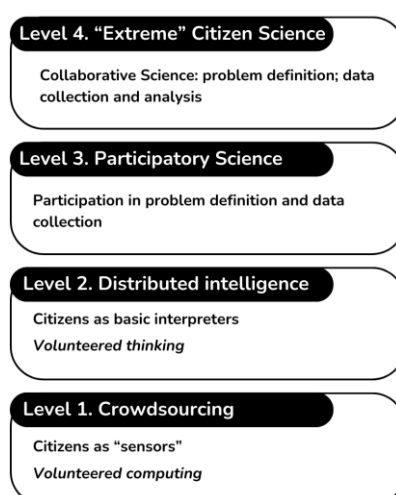 Level 4. “Extreme” Citizen Science
Collaborative Science: problem definition; data
collection and analysis
Level 3. Participatory Science
Participation in problem definition and data
collection
Level 2. Distributed intelligence
Citizens as basic interpreters
Volunteered thinking
Level 1. Crowdsourcing
Citizens as “sensors”
Volunteered computing